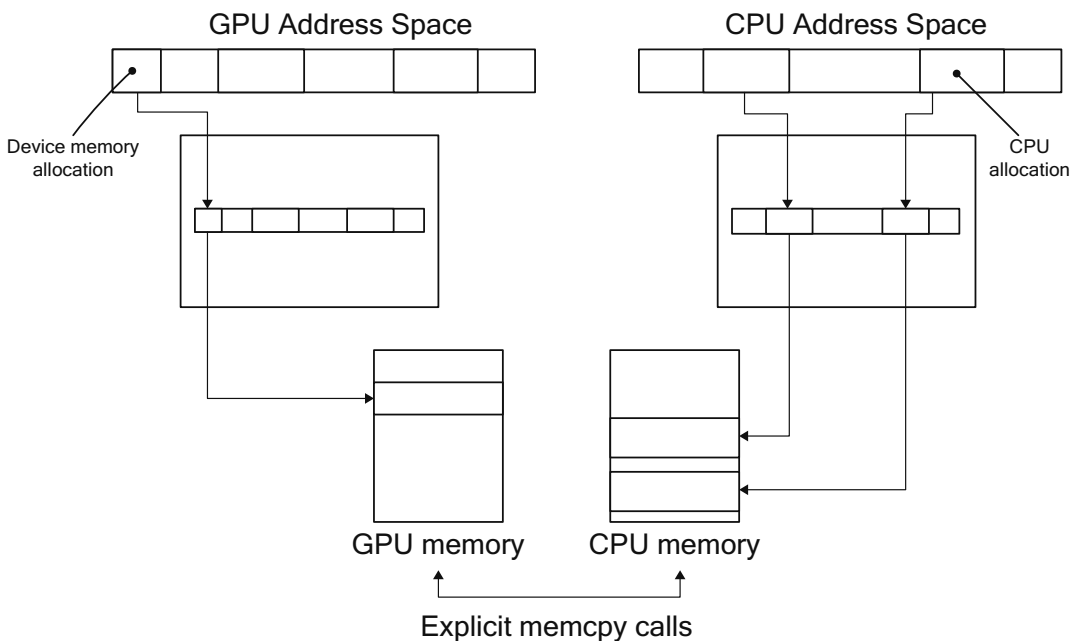 GPU Address Space
CPU Address Space
Device memory
allocation
CPU
allocation
GPU memory
CPU memory
Explicit memcpy calls